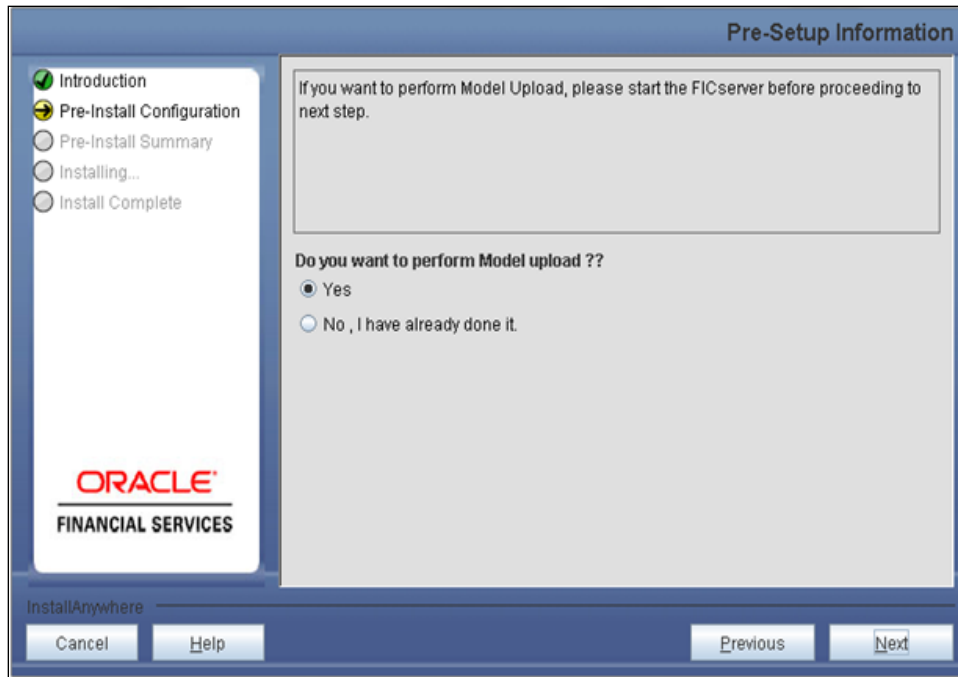 Pre-Setup Information
Introduction
Pre-Install Configuration
Pre-Install Summary
Installing...
Install Complete
ORACLE
FINANCIAL SERVICES
If you want to perform Model Upload, please start the FICserver before proceeding to
next step.
Do you want to perform Model upload ??
Yes
No , I have already done it.
InstallAnywhere
Cancel
Help
Previous
Next